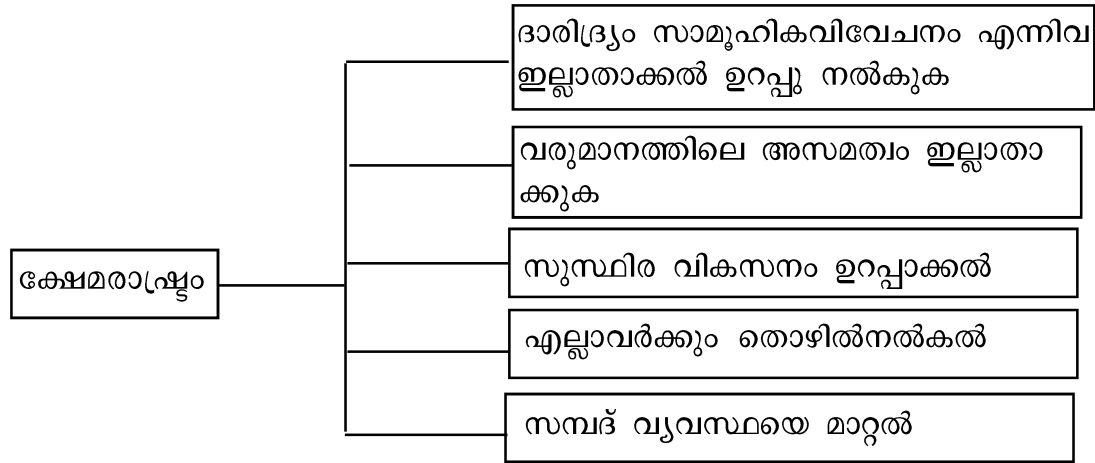 ദാരിദ്ര്യം സാമൂഹികവിവേചനം എന്നിവ
ഇല്ലാതാക്കൽ ഉറപ്പു നൽകുക
വരുമാനത്തിലെ അസമത്വം ഇല്ലാതാ
ക്കുക
ക്ഷേമരാഷ്ട്രം
സുസ്ഥിര വികസനം ഉറപ്പാക്കൽ
എല്ലാവർക്കും തൊഴിൽനൽകൽ
സമ്പദ് വ്യവസ്ഥയെ മാറ്റൽ